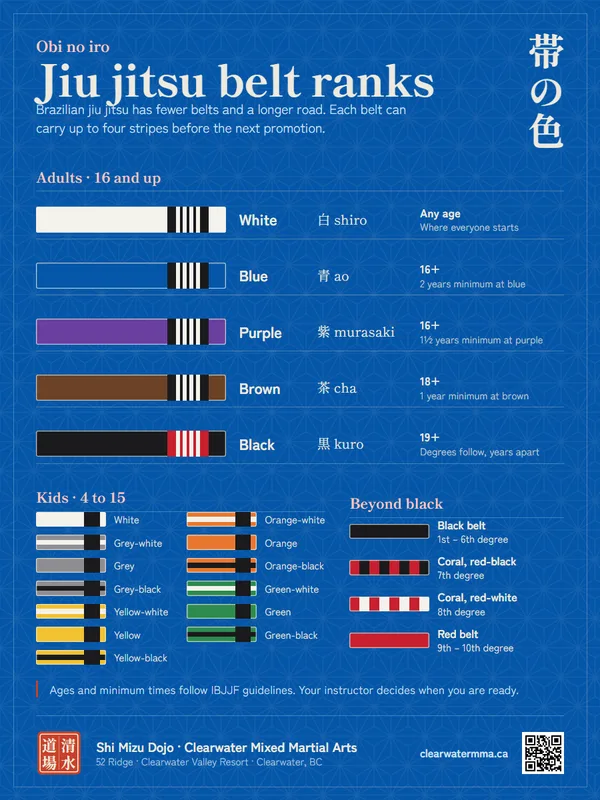 Obi no iro
Jiu jitsu belt ranks
Brazilian jiu jitsu has fewer belts and a longer road. Each belt can
carry up to four stripes before the next promotion.
帯の色
Adults · 16 and up
White 白 shiro Any age
Where everyone starts
Blue 青 ao 16+
2 years minimum at blue
Purple 紫 murasaki 16+
1½ years minimum at purple
Brown 茶 cha 18+
1 year minimum at brown
Black 黒 kuro 19+
Degrees follow, years apart
Kids · 4 to 15
White
Grey-white
Grey
Grey-black
Yellow-white
Yellow
Yellow-black
Orange-white
Orange
Orange-black
Green-white
Green
Green-black
Beyond black
Black belt
1st – 6th degree
Coral, red-black
7th degree
Coral, red-white
8th degree
Red belt
9th – 10th degree
Ages and minimum times follow IBJJF guidelines. Your instructor decides when you are ready.
清水
道場
Shi Mizu Dojo · Clearwater Mixed Martial Arts
52 Ridge · Clearwater Valley Resort · Clearwater, BC
clearwatermma.ca